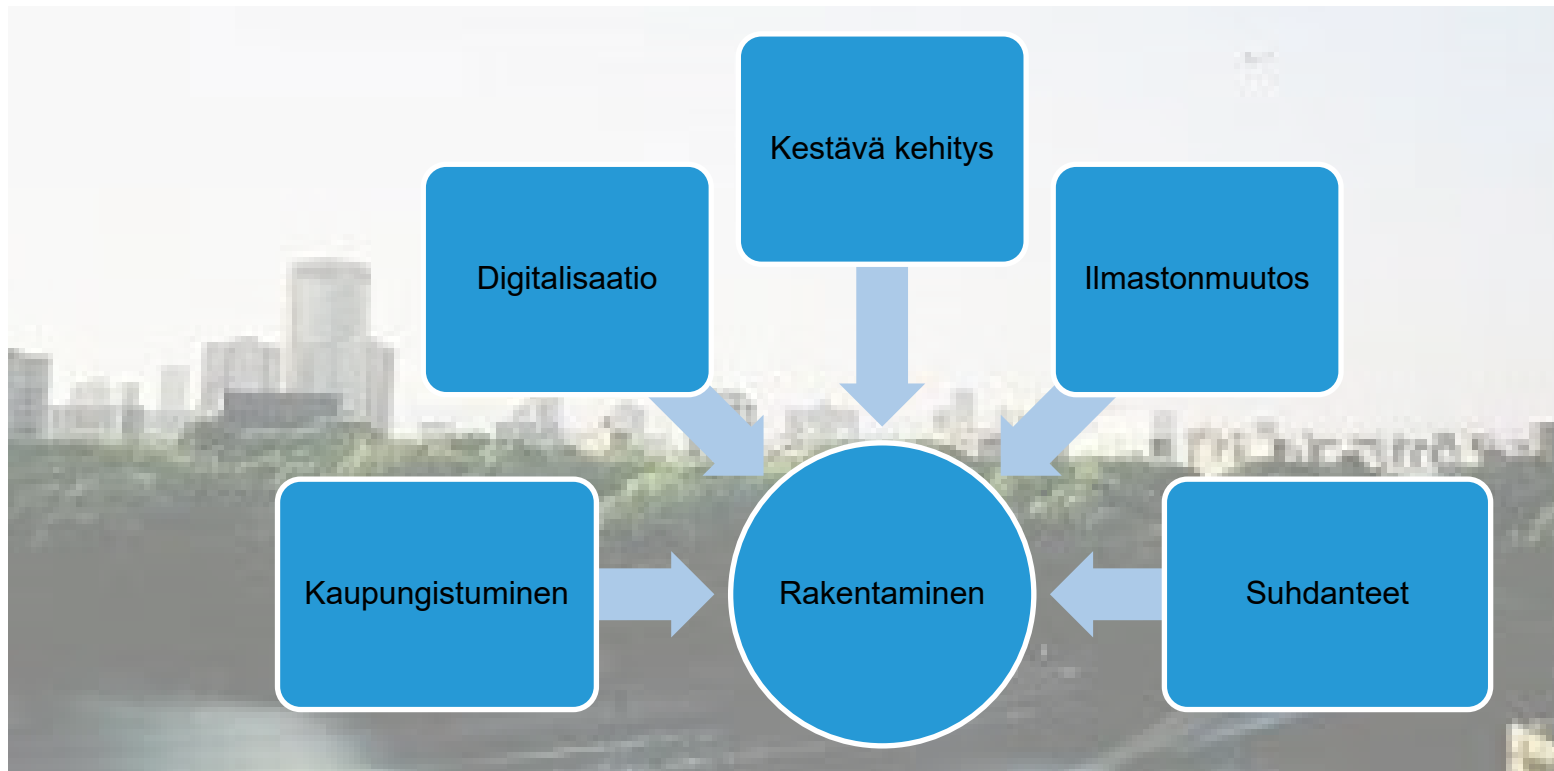 Kestävä kehitys
Digitalisaatio
Ilmastonmuutos
Kaupungistuminen
Rakentaminen
Suhdanteet